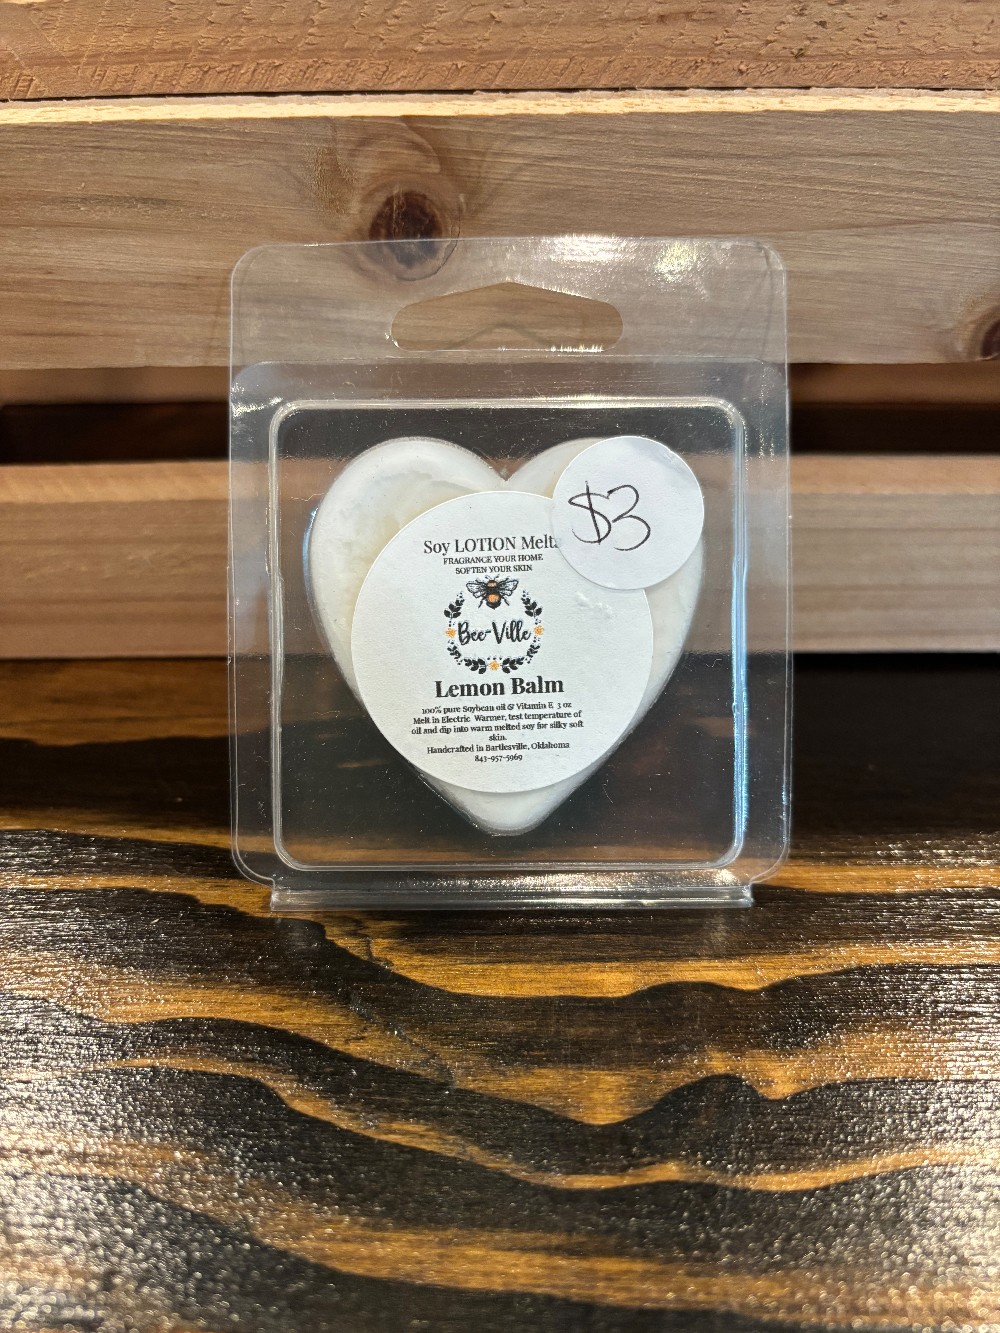 $3
Soy LOTION Melts
FRAGRANCE YOUR HOME
SOFTEN YOUR SKIN
Bee-Ville
Lemon Balm
100% pure Soybean oil & Vitamin E 3 oz
Melt in Electric Warmer, test temperature of
oil and dip into warm melted soy for silky soft
skin.
Handcrafted in Bartlesville, Oklahoma
843-957-5969